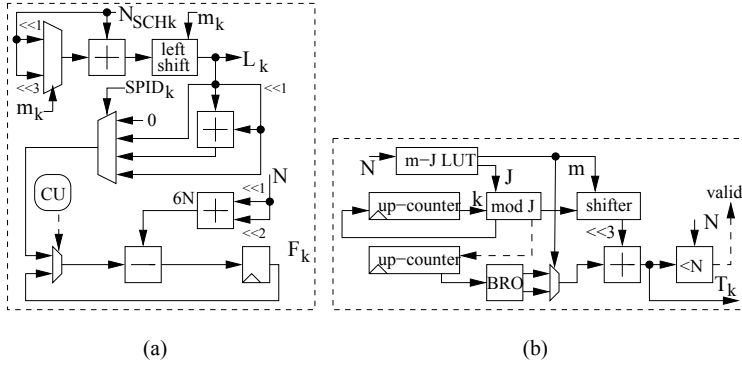 <<1
N_SCHk
m_k
left shift
L_k
<<3
m_k
SPID_k
<<1
0
CU
N
6N
<<1
<<2
F_k
(a)
N
m-J LUT
J
m
valid
up-counter
k
mod J
shifter
<<3
N
up-counter
BRO
<N
T_k
(b)